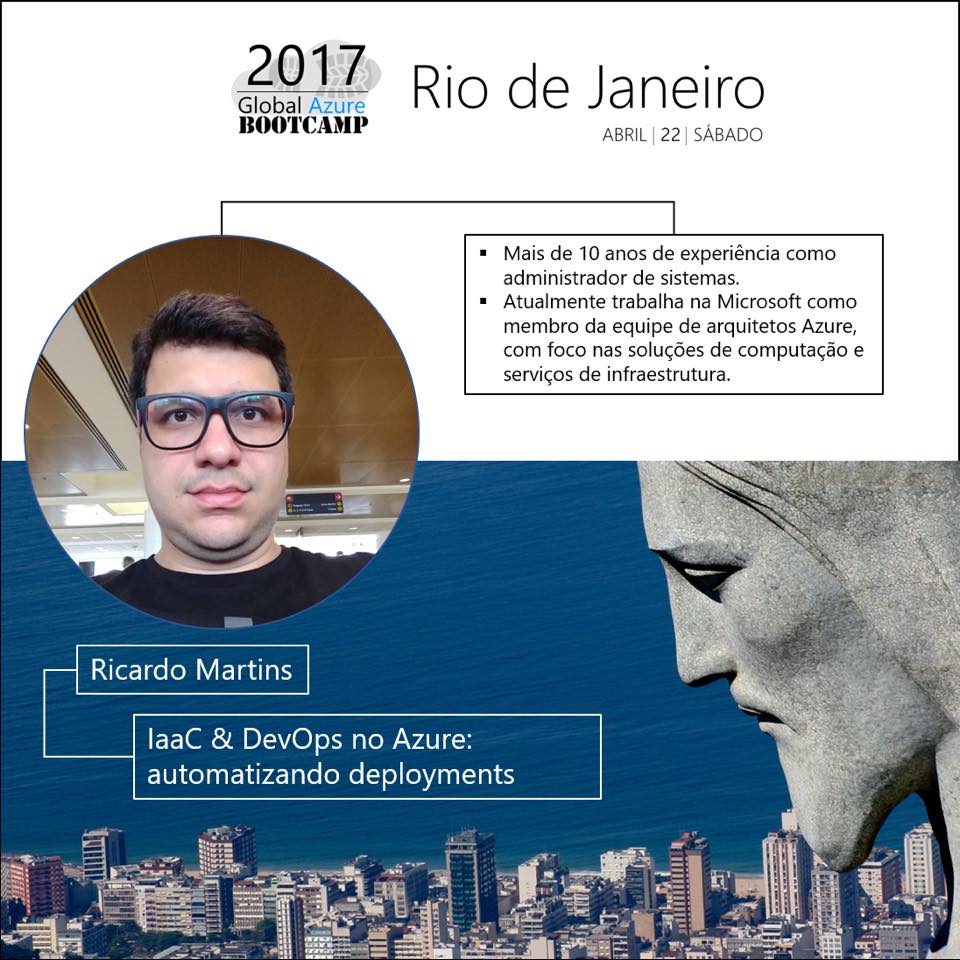 2017
Global Azure
BOOTCAMP
Rio de Janeiro
ABRIL | 22 | SÁBADO
▪ Mais de 10 anos de experiência como
administrador de sistemas.
▪ Atualmente trabalha na Microsoft como
membro da equipe de arquitetos Azure,
com foco nas soluções de computação e
serviços de infraestrutura.
Ricardo Martins
IaaC & DevOps no Azure:
automatizando deployments